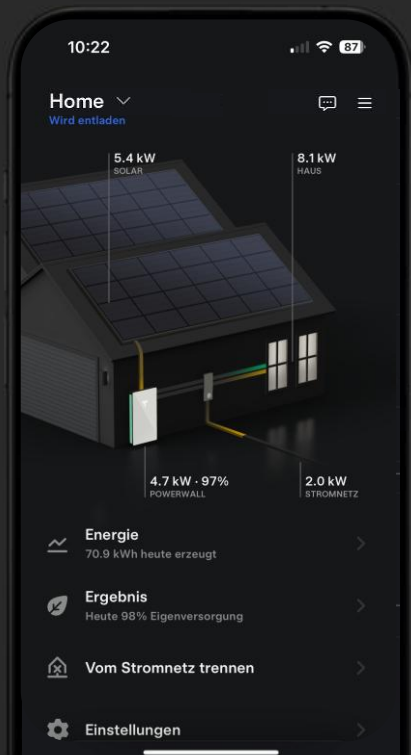 10:22
87
Home
Wird entladen
5.4 kW
SOLAR
8.1 kW
HAUS
4.7 kW · 97%
POWERWALL
2.0 kW
STROMNETZ
Energie
70.9 kWh heute erzeugt
Ergebnis
Heute 98% Eigenversorgung
Vom Stromnetz trennen
Einstellungen